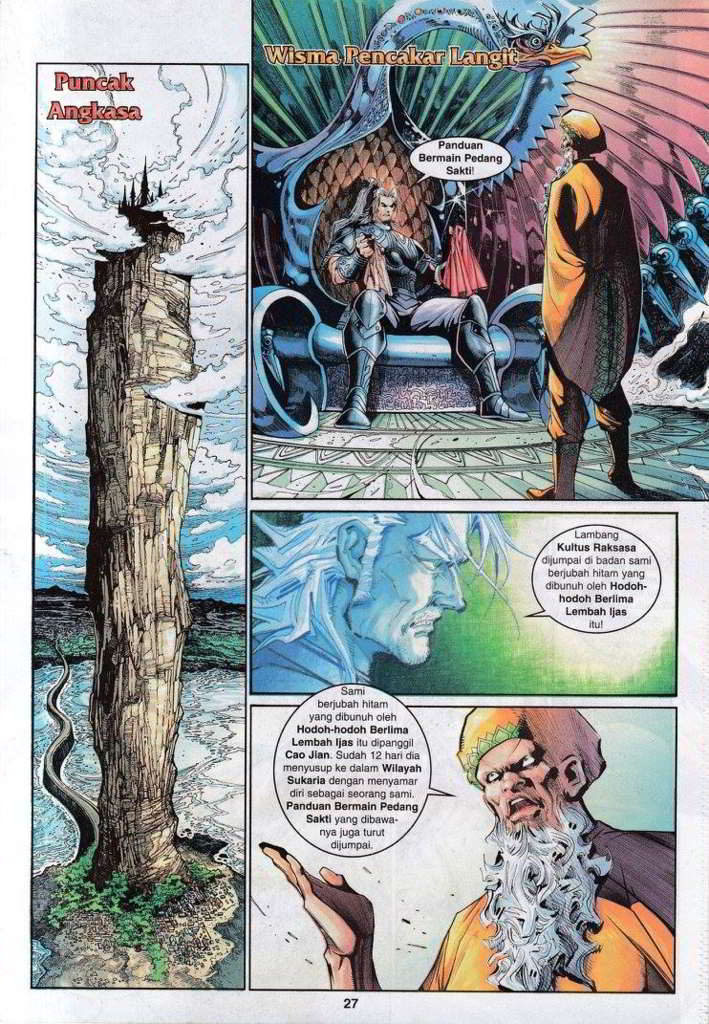 Puncak
Angkasa
Wisma Pencakar Langit
Panduan
Bermain Pedang
Sakti!
Lambang
Kultus Raksasa
dijumpai di badan sami
berjubah hitam yang
dibunuh oleh Hodoh-
hodoh Berlima
Lembah Ijas
itu!
Sami
berjubah hitam
yang dibunuh oleh
Hodoh-hodoh Berlima
Lembah Ijas itu dipanggil
Cao Jian. Sudah 12 hari dia
menyusup ke dalam Wilayah
Sukaria dengan menyamar
diri sebagai seorang sami.
Panduan Bermain Pedang
Sakti yang dibawa-
nya juga turut
dijumpai.
27